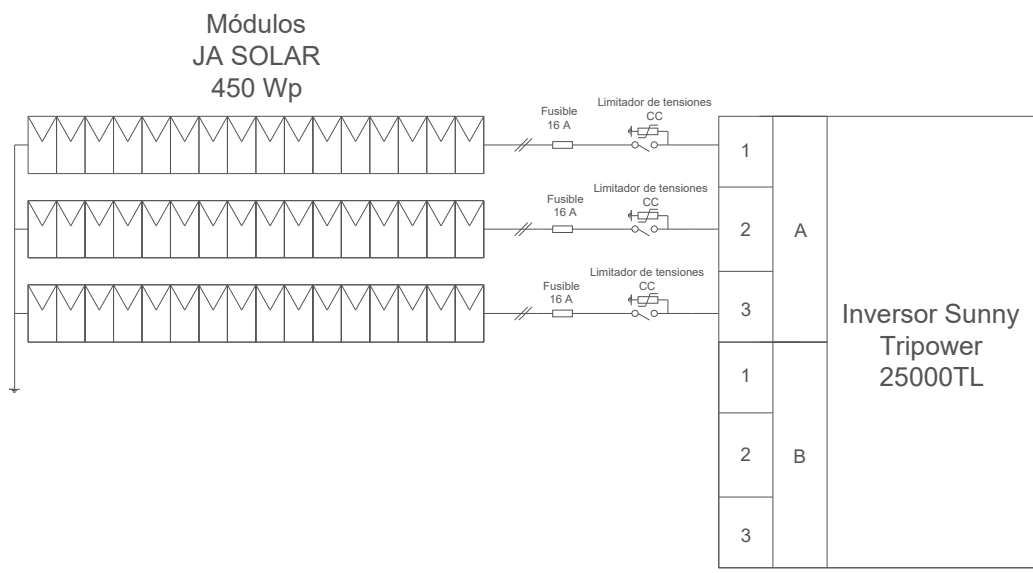 Módulos
JA SOLAR
450 Wp
Fusible
16 A
Limitador de tensiones
CC
1
Fusible
16 A
Limitador de tensiones
CC
2
A
Fusible
16 A
Limitador de tensiones
CC
3
Inversor Sunny
Tripower
25000TL
1
2
B
3